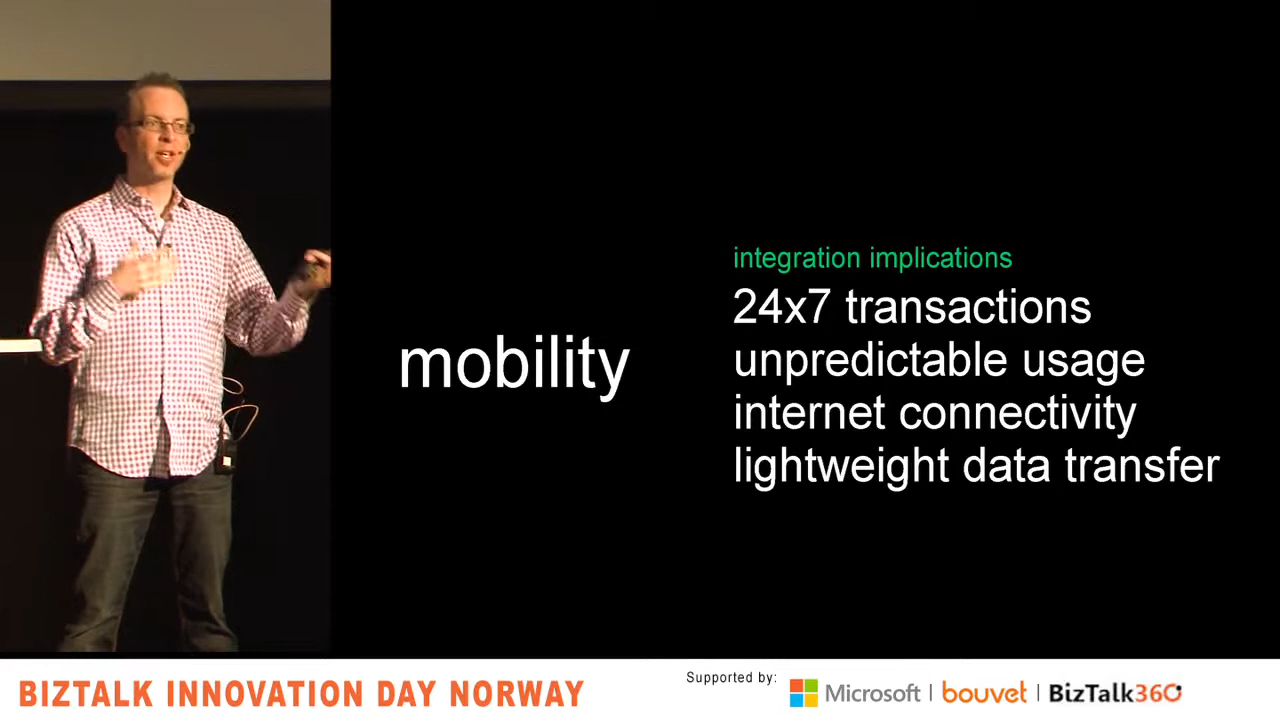 mobility
integration implications
24x7 transactions
unpredictable usage
internet connectivity
lightweight data transfer
BIZTALK INNOVATION DAY NORWAY
Supported by:
Microsoft | bouvet | BizTalk360